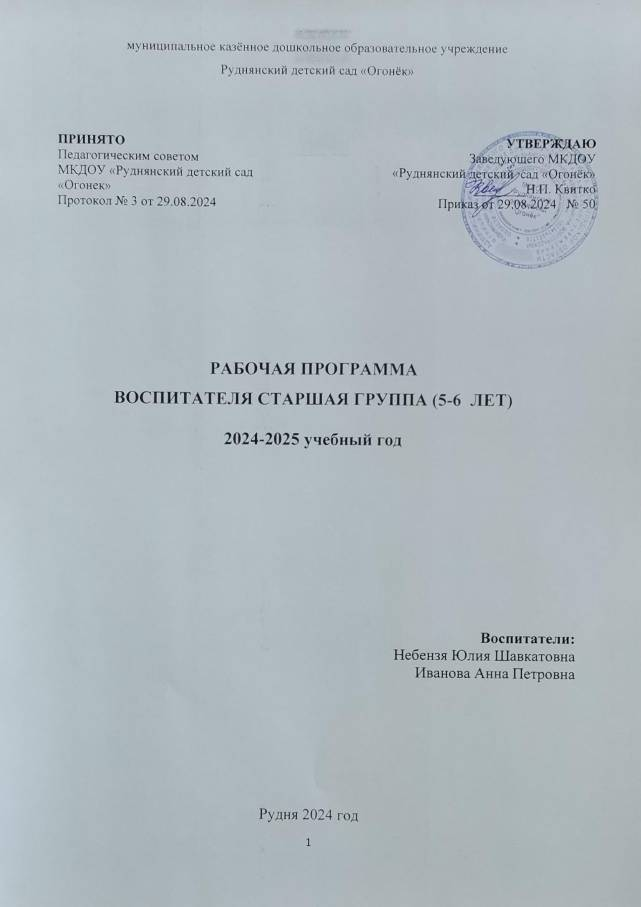 муниципальное казённое дошкольное образовательное учреждение
Руднянский детский сад «Огонёк»
ПРИНЯТО
Педагогическим советом
МКДОУ «Руднянский детский сад
«Огонек»
Протокол № 3 от 29.08.2024
УТВЕРЖДАЮ
Заведующего МКДОУ
«Руднянский детский сад «Огонёк»
Н.П. Квитко
Приказ от 29.08.2024 № 50
РАБОЧАЯ ПРОГРАММА
ВОСПИТАТЕЛЯ СТАРШАЯ ГРУППА (5-6 ЛЕТ)
2024-2025 учебный год
Воспитатели:
Небензя Юлия Шавкатовна
Иванова Анна Петровна
Рудня 2024 год
1